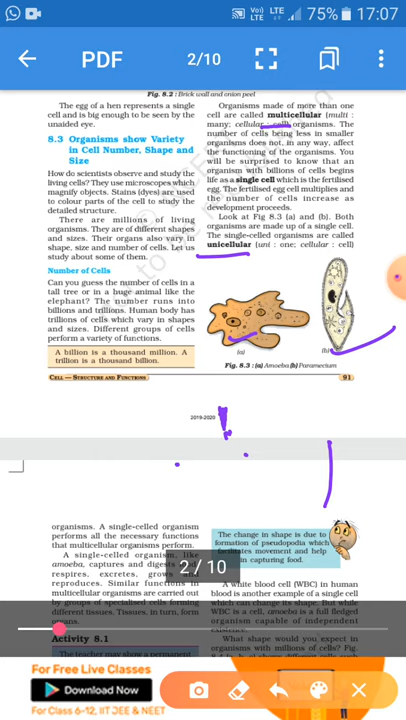 Voi) LTE
LTE
75%
17:07
PDF
2/10
Fig. 8.2 : Brick wall and onion peel
The egg of a hen represents a single
cell and is big enough to be seen by the
unaided eye.
8.3 Organisms show Variety
in Cell Number, Shape and
Size
How do scientists observe and study the
living cells? They use microscopes which
magnify objects. Stains (dyes) are used
to colour parts of the cell to study the
detailed structure.
There are millions of living
organisms. They are of different shapes
and sizes. Their organs also vary in
shape, size and number of cells. Let us
study about some of them.
Number of Cells
Can you guess the number of cells in a
tall tree or in a huge animal like the
elephant? The number runs into
billions and trillions. Human body has
trillions of cells which vary in shapes
and sizes. Different groups of cells
perform a variety of functions.
A billion is a thousand million. A
trillion is a thousand billion.
Organisms made of more than one
cell are called multicellular (multi :
many; cellular : cell) organisms. The
number of cells being less in smaller
organisms does not, in any way, affect
the functioning of the organisms. You
will be surprised to know that an
organism with billions of cells begins
life as a single cell which is the fertilised
egg. The fertilised egg cell multiplies and
the number of cells increase as
development proceeds.
Look at Fig 8.3 (a) and (b). Both
organisms are made up of a single cell.
The single-celled organisms are called
unicellular (uni : one; cellular : cell)
(a)
(b)
Fig. 8.3 : (a) Amoeba (b) Paramecium
CELL — STRUCTURE AND FUNCTIONS
91
2019-2020
organisms. A single-celled organism
performs all the necessary functions
that multicellular organisms perform.
A single-celled organism, like
amoeba, captures and digests
respires, excretes, grows and
reproduces. Similar functions in
multicellular organisms are carried out
by groups of specialised cells forming
different tissues. Tissues, in turn, form
organs.
Activity 8.1
The teacher may show a permanent
The change in shape is due to
formation of pseudopodia which
facilitates movement and help
in capturing food.
2 / 10
A white blood cell (WBC) in human
blood is another example of a single cell
which can change its shape. But while
WBC is a cell, amoeba is a full fledged
organism capable of independent
existence.
What shape would you expect in
organisms with millions of cells? Fig.
For Free Live Classes
Download Now
For Class 6-12, IIT JEE & NEET